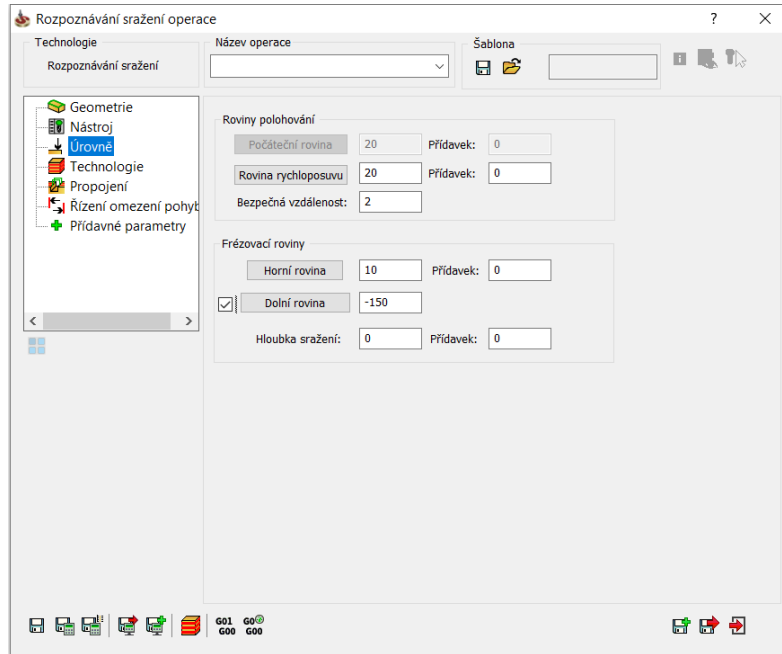 Rozpoznávání sražení operace
Technologie
Rozpoznávání sražení
Název operace
Šablona
Geometrie
Nástroj
Úrovně
Technologie
Propojení
Řízení omezení pohyb
Přídavné parametry
Roviny polohování
Počáteční rovina 20 Přídavek: 0
Rovina rychloposuvu 20 Přídavek: 0
Bezpečná vzdálenost: 2
Frézovací roviny
Horní rovina 10 Přídavek: 0
Dolní rovina -150
Hloubka sražení: 0 Přídavek: 0
G01 G00
G0 G00